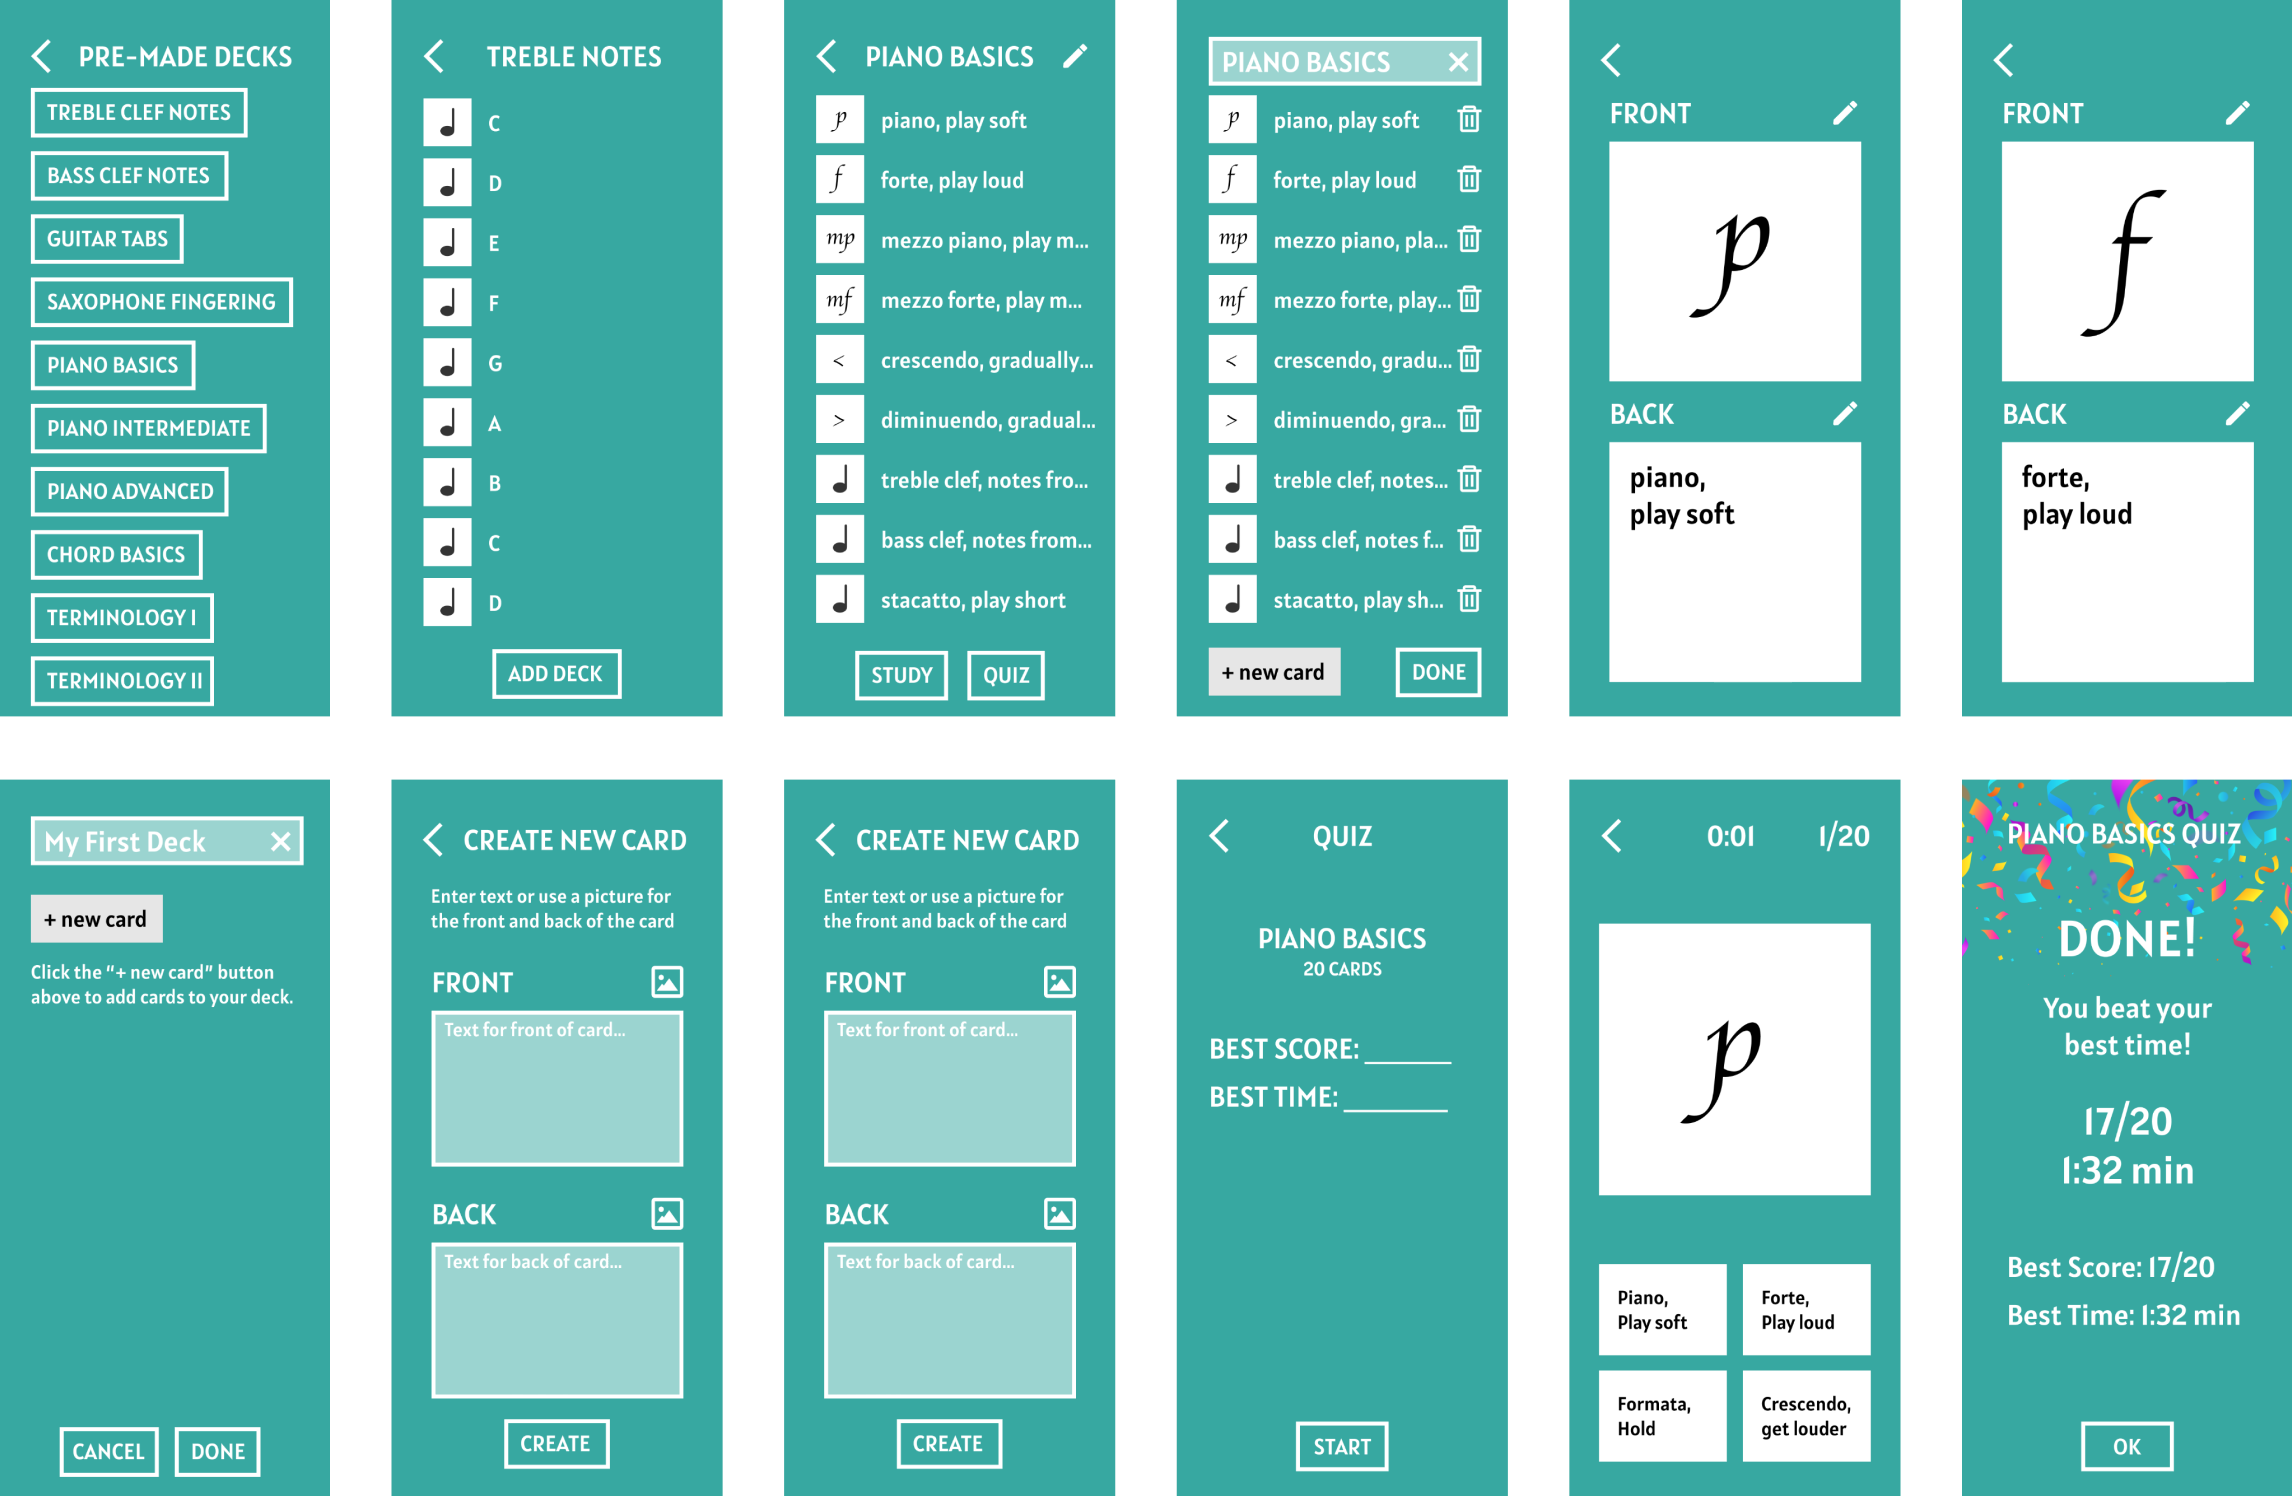 PRE-MADE DECKS
TREBLE CLEF NOTES
BASS CLEF NOTES
GUITAR TABS
SAXOPHONE FINGERING
PIANO BASICS
PIANO INTERMEDIATE
PIANO ADVANCED
CHORD BASICS
TERMINOLOGY I
TERMINOLOGY II
TREBLE NOTES
C
D
E
F
G
A
B
C
D
ADD DECK
PIANO BASICS
p piano, play soft
f forte, play loud
mp mezzo piano, play m...
mf mezzo forte, play m...
< crescendo, gradually...
> diminuendo, gradual...
treble clef, notes fro...
bass clef, notes from...
stacatto, play short
STUDY QUIZ
PIANO BASICS
p piano, play soft
f forte, play loud
mp mezzo piano, pla...
mf mezzo forte, play...
< crescendo, gradu...
> diminuendo, gra...
treble clef, notes...
bass clef, notes f...
stacatto, play sh...
+ new card DONE
FRONT
p
BACK
piano,
play soft
FRONT
f
BACK
forte,
play loud
My First Deck
+ new card
Click the "+ new card" button
above to add cards to your deck.
CANCEL DONE
CREATE NEW CARD
Enter text or use a picture for
the front and back of the card
FRONT
Text for front of card...
BACK
Text for back of card...
CREATE
CREATE NEW CARD
Enter text or use a picture for
the front and back of the card
FRONT
Text for front of card...
BACK
Text for back of card...
CREATE
QUIZ
PIANO BASICS
20 CARDS
BEST SCORE: ______
BEST TIME: _______
START
0:01 1/20
p
Piano,
Play soft
Forte,
Play loud
Formata,
Hold
Crescendo,
get louder
PIANO BASICS QUIZ
DONE!
You beat your
best time!
17/20
1:32 min
Best Score: 17/20
Best Time: 1:32 min
OK